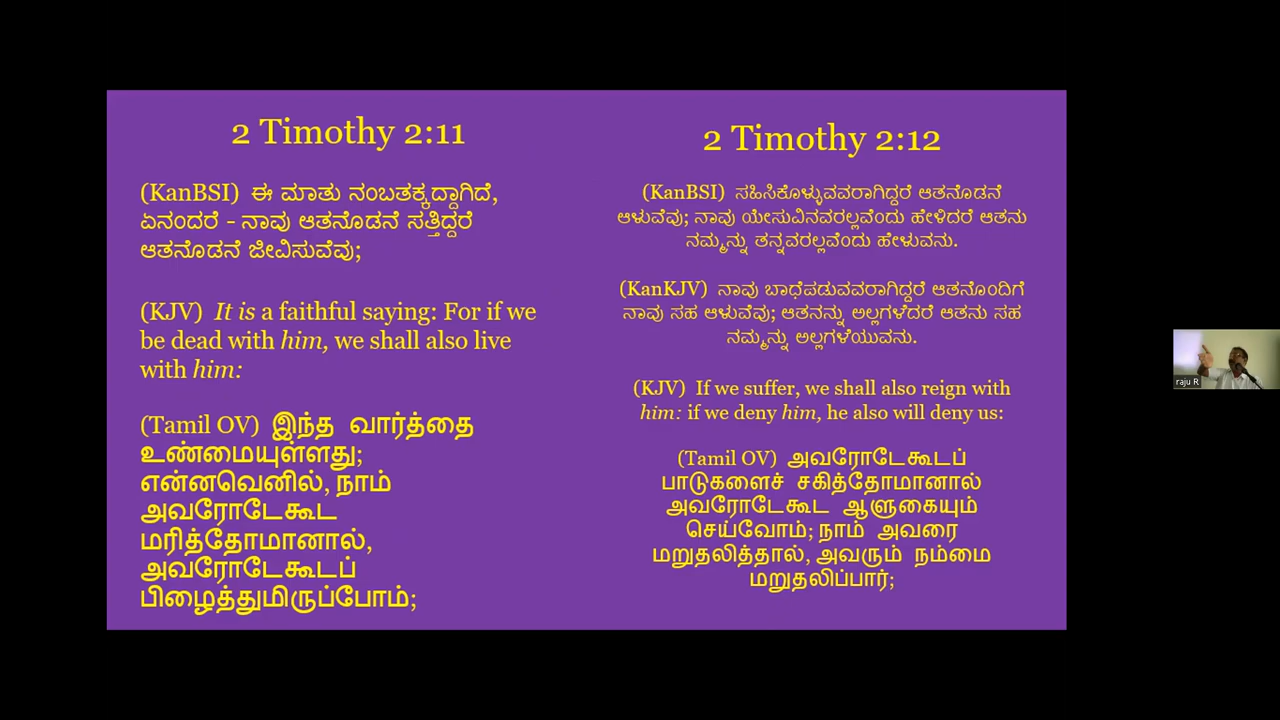 2 Timothy 2:11
(KanBSI) ಈ ಮಾತು ನಂಬತಕ್ಕದ್ದಾಗಿದೆ,
ಏನಂದರೆ - ನಾವು ಆತನೊಡನೆ ಸತ್ತಿದ್ದರೆ
ಆತನೊಡನೆ ಜೀವಿಸುವೆವು;
(KJV) It is a faithful saying: For if we
be dead with him, we shall also live
with him:
(Tamil OV) இந்த வார்த்தை
உண்மையுள்ளது;
என்னவெனில், நாம்
அவரோடேகூட
மரித்தோமானால்,
அவரோடேகூடப்
பிழைத்துமிருப்போம்;
2 Timothy 2:12
(KanBSI) ಸಹಿಸಿಕೊಳ್ಳುವವರಾಗಿದ್ದರೆ ಆತನೊಡನೆ
ಆಳುವೆವು; ನಾವು ಯೇಸುವಿನವರಲ್ಲವೆಂದು ಹೇಳಿದರೆ ಆತನು
ನಮ್ಮನ್ನು ತನ್ನವರಲ್ಲವೆಂದು ಹೇಳುವನು.
(KanKJV) ನಾವು ಬಾಧೆಪಡುವವರಾಗಿದ್ದರೆ ಆತನೊಂದಿಗೆ
ನಾವು ಸಹ ಆಳುವೆವು; ಆತನನ್ನು ಅಲ್ಲಗಳೆದರೆ ಆತನು ಸಹ
ನಮ್ಮನ್ನು ಅಲ್ಲಗಳೆಯುವನು.
(KJV) If we suffer, we shall also reign with
him: if we deny him, he also will deny us:
(Tamil OV) அவரோடேகூடப்
பாடுகளைச் சகித்தோமானால்
அவரோடேகூட ஆளுகையும்
செய்வோம்; நாம் அவரை
மறுதலித்தால், அவரும் நம்மை
மறுதலிப்பார்;
raju R